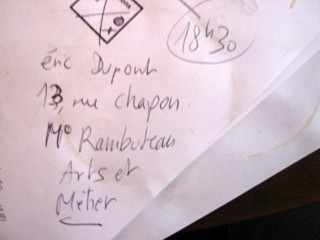 18h30
éric Dupont
13, rue chapon
M° Rambuteau
Arts et
Métier